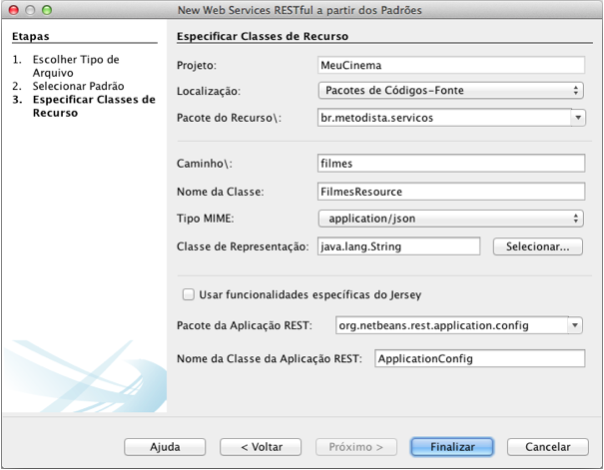 New Web Services RESTful a partir dos Padrões
Etapas
1. Escolher Tipo de
Arquivo
2. Selecionar Padrão
3. Especificar Classes de
Recurso
Especificar Classes de Recurso
Projeto: MeuCinema
Localização: Pacotes de Códigos-Fonte
Pacote do Recurso\: br.metodista.servicos
Caminho\: filmes
Nome da Classe: FilmesResource
Tipo MIME: application/json
Classe de Representação: java.lang.String Selecionar...
Usar funcionalidades específicas do Jersey
Pacote da Aplicação REST: org.netbeans.rest.application.config
Nome da Classe da Aplicação REST: ApplicationConfig
Ajuda < Voltar Próximo > Finalizar Cancelar